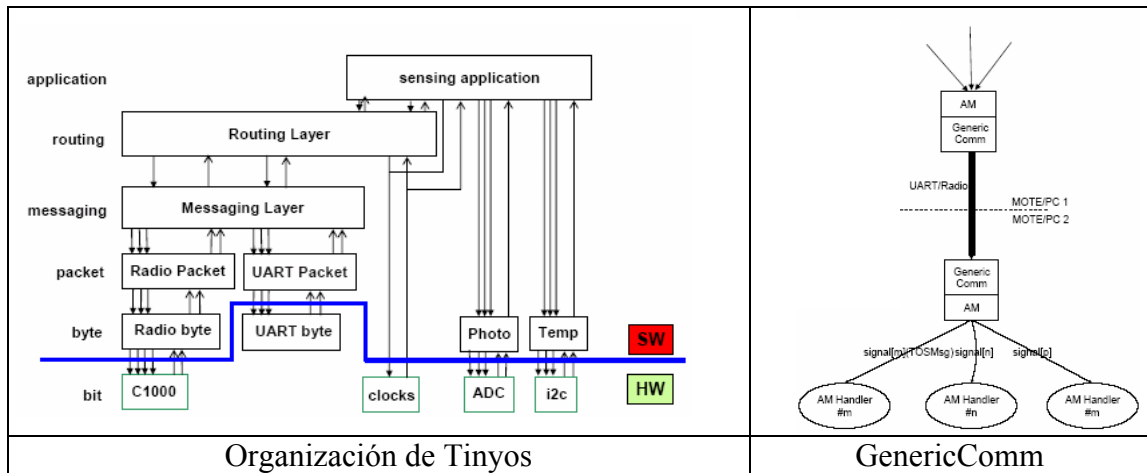 application
sensing application
routing
Routing Layer
messaging
Messaging Layer
packet
Radio Packet
UART Packet
byte
Radio byte
UART byte
Photo
Temp
SW
bit
C1000
clocks
ADC
i2c
HW
Organización de Tinyos
AM
Generic
Comm
UART/Radio
MOTE/PC 1
MOTE/PC 2
Generic
Comm
AM
signal[m](TOSMsg)
signal[n]
signal[p]
AM Handler
#m
AM Handler
#n
AM Handler
#m
GenericComm